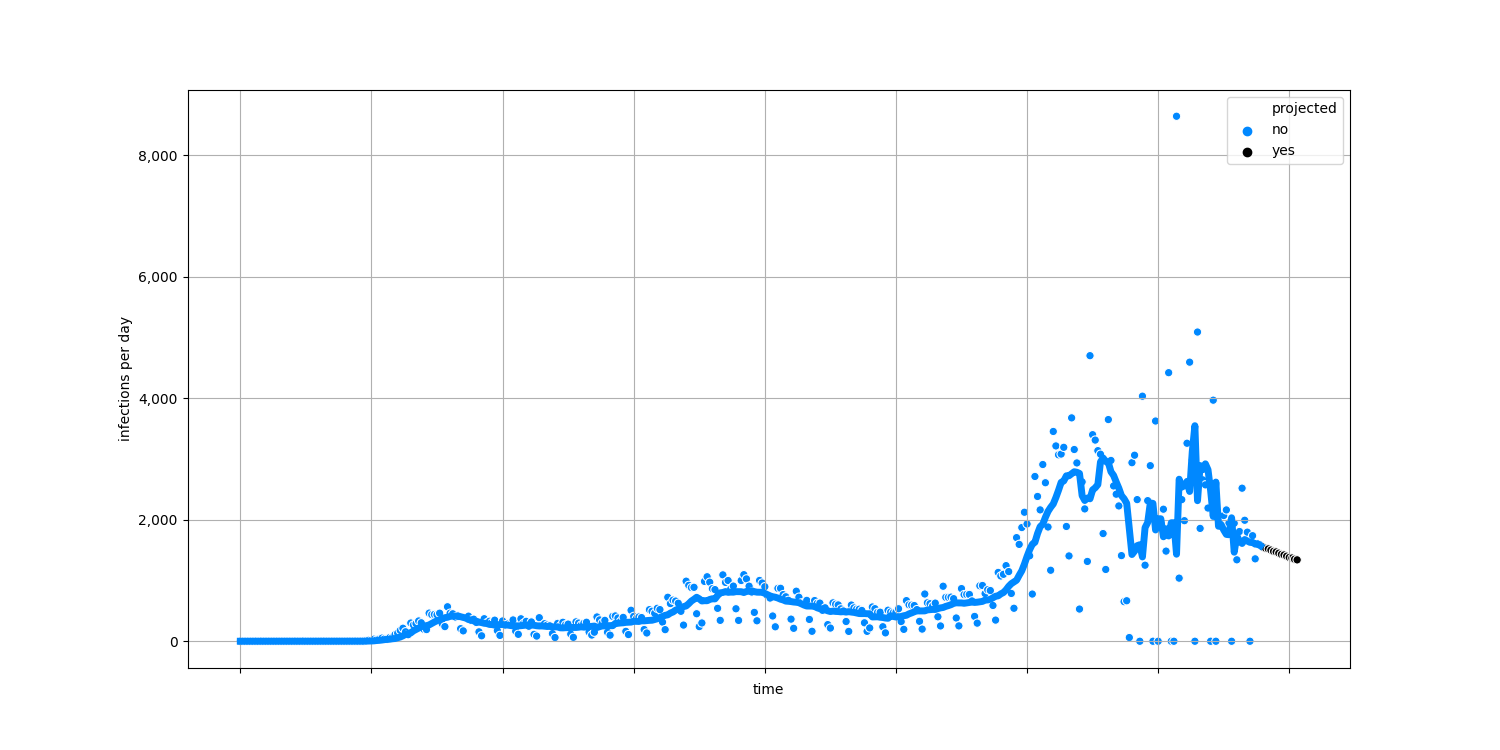 projected
no
yes
8,000
6,000
4,000
2,000
0
infections per day
time